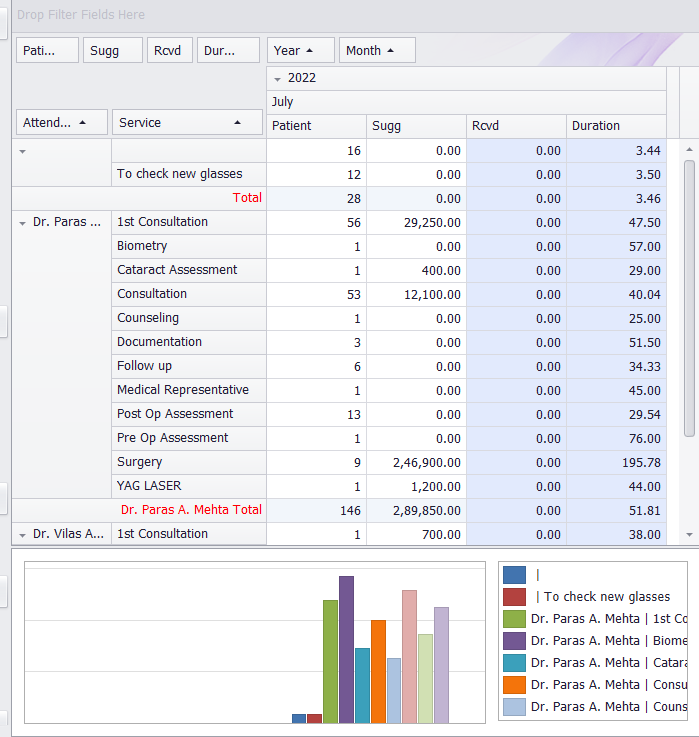 Drop Filter Fields Here
Pati... Sugg Rcvd Dur... Year Month
2022
July
Attend... Service Patient Sugg Rcvd Duration
16 0.00 0.00 3.44
To check new glasses 12 0.00 0.00 3.50
Total 28 0.00 0.00 3.46
Dr. Paras ... 1st Consultation 56 29,250.00 0.00 47.50
Biometry 1 0.00 0.00 57.00
Cataract Assessment 1 400.00 0.00 29.00
Consultation 53 12,100.00 0.00 40.04
Counseling 1 0.00 0.00 25.00
Documentation 3 0.00 0.00 51.50
Follow up 6 0.00 0.00 34.33
Medical Representative 1 0.00 0.00 45.00
Post Op Assessment 13 0.00 0.00 29.54
Pre Op Assessment 1 0.00 0.00 76.00
Surgery 9 2,46,900.00 0.00 195.78
YAG LASER 1 1,200.00 0.00 44.00
Dr. Paras A. Mehta Total 146 2,89,850.00 0.00 51.81
Dr. Vilas A... 1st Consultation 1 700.00 0.00 38.00
|
| To check new glasses
Dr. Paras A. Mehta | 1st Co
Dr. Paras A. Mehta | Biome
Dr. Paras A. Mehta | Catara
Dr. Paras A. Mehta | Consu
Dr. Paras A. Mehta | Couns